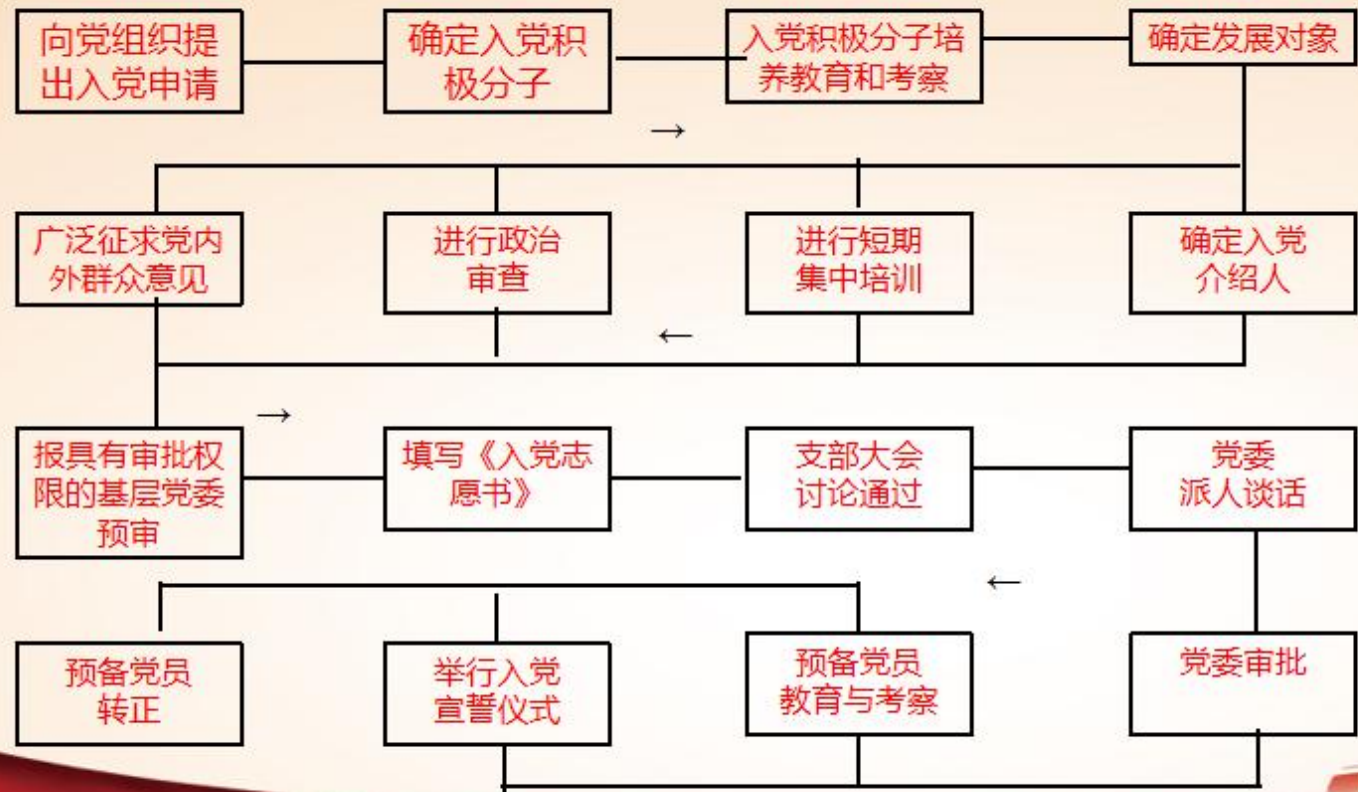 向党组织提
出入党申请
确定入党积
极分子
入党积极分子培
养教育和考察
确定发展对象
→
广泛征求党内
外群众意见
进行政治
审查
进行短期
集中培训
确定入党
介绍人
←
→
报具有审批权
限的基层党委
预审
填写《入党志
愿书》
支部大会
讨论通过
党委
派人谈话
←
预备党员
转正
举行入党
宣誓仪式
预备党员
教育与考察
党委审批